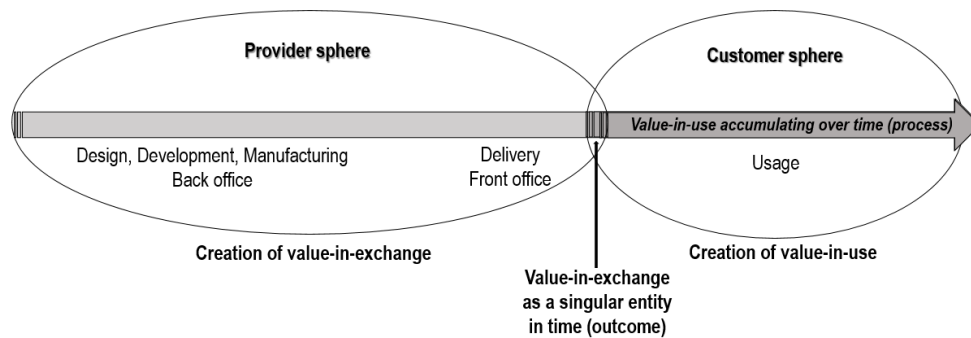 Provider sphere
Customer sphere
Value-in-use accumulating over time (process)
Design, Development, Manufacturing
Back office
Delivery
Front office
Usage
Creation of value-in-exchange
Creation of value-in-use
Value-in-exchange
as a singular entity
in time (outcome)